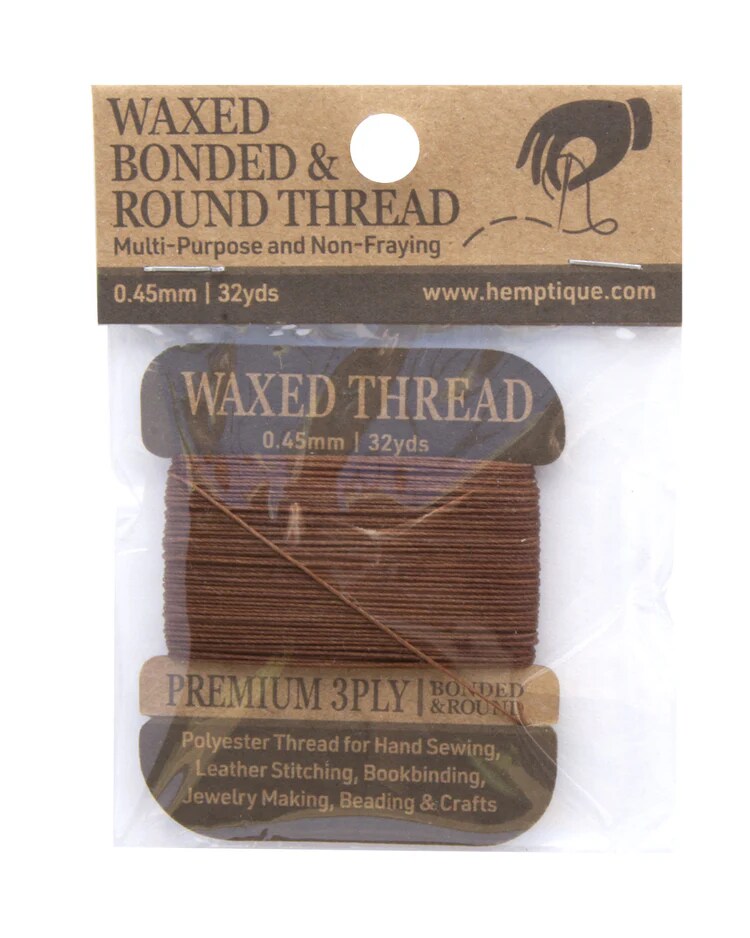 WAXED
BONDED &
ROUND THREAD
Multi-Purpose and Non-Fraying
0.45mm | 32yds
www.hemptique.com
WAXED THREAD
0.45mm | 32yds
PREMIUM 3PLY | BONDED
& ROUND
Polyester Thread for Hand Sewing,
Leather Stitching, Bookbinding,
Jewelry Making, Beading & Crafts